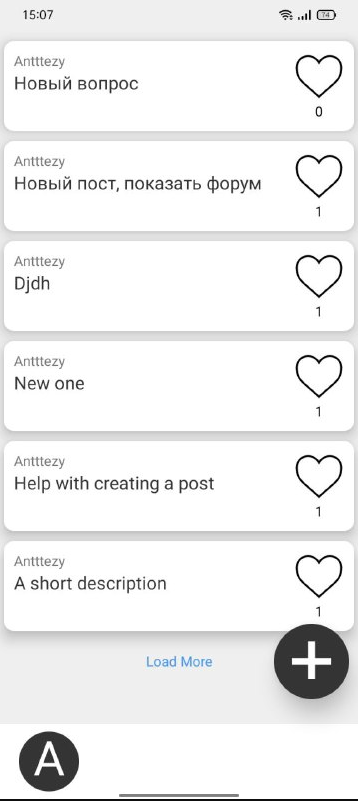 15:07
74
Antttezy
Новый вопрос
0
Antttezy
Новый пост, показать форум
1
Antttezy
Djdh
1
Antttezy
New one
1
Antttezy
Help with creating a post
1
Antttezy
A short description
1
Load More
A